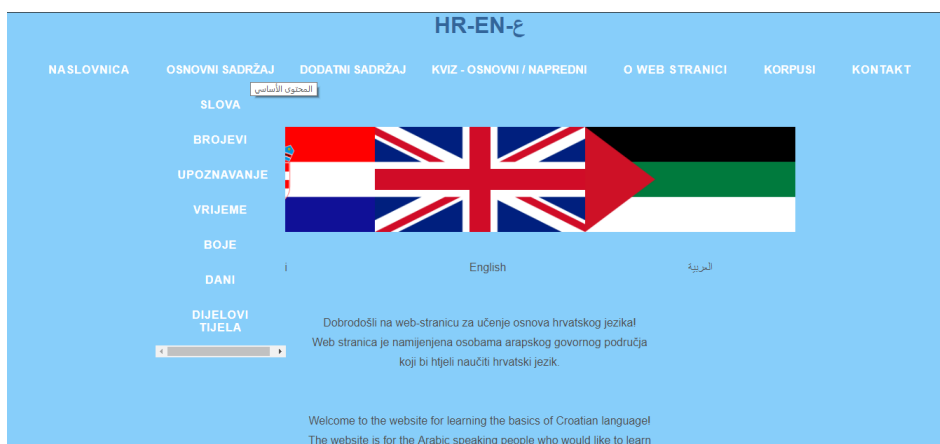 HR-EN-ع
NASLOVNICA OSNOVNI SADRŽAJ DODATNI SADRŽAJ KVIZ - OSNOVNI / NAPREDNI O WEB STRANICI KORPUSI KONTAKT
المحتوى الأساسي
SLOVA
BROJEVI
UPOZNAVANJE
VRIJEME
BOJE
DANI
DIJELOVI
TIJELA
i English العربية
Dobrodošli na web-stranicu za učenje osnova hrvatskog jezika!
Web stranica je namijenjena osobama arapskog govornog područja
koji bi htjeli naučiti hrvatski jezik.
Welcome to the website for learning the basics of Croatian language!
The website is for the Arabic speaking people who would like to learn